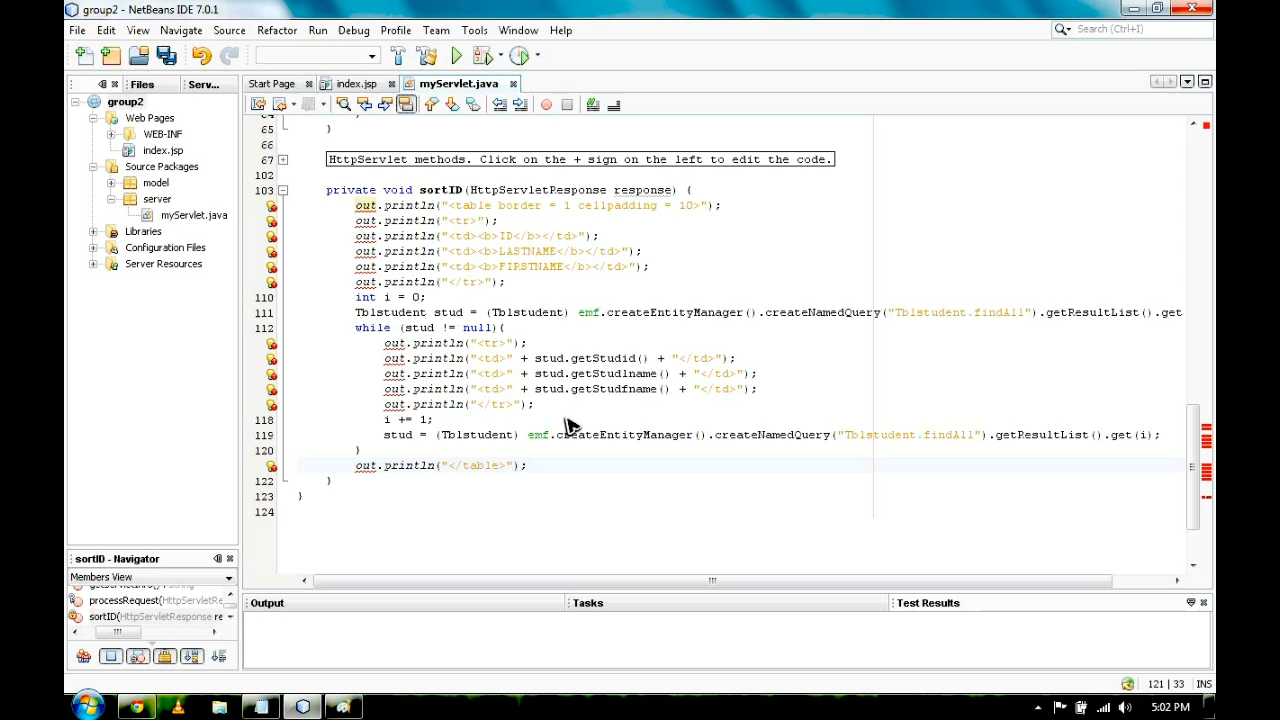 group2 - NetBeans IDE 7.0.1
File Edit View Navigate Source Refactor Run Debug Profile Team Tools Window Help
Search (Ctrl+I)
Files Serv...
Start Page index.jsp myServlet.java
group2
Web Pages
WEB-INF
index.jsp
Source Packages
model
server
myServlet.java
Libraries
Configuration Files
Server Resources
64 }
65 }
66
67 HttpServlet methods. Click on the + sign on the left to edit the code.
102
103 private void sortID(HttpServletResponse response) {
out.println("<table border = 1 cellpadding = 10>");
out.println("<tr>");
out.println("<td><b>ID</b></td>");
out.println("<td><b>LASTNAME</b></td>");
out.println("<td><b>FIRSTNAME</b></td>");
out.println("</tr>");
110 int i = 0;
111 Tblstudent stud = (Tblstudent) emf.createEntityManager().createNamedQuery("Tblstudent.findAll").getResultList().get
112 while (stud != null){
out.println("<tr>");
out.println("<td>" + stud.getStudid() + "</td>");
out.println("<td>" + stud.getStudlname() + "</td>");
out.println("<td>" + stud.getStudfname() + "</td>");
out.println("</tr>");
118 i += 1;
119 stud = (Tblstudent) emf.createEntityManager().createNamedQuery("Tblstudent.findAll").getResultList().get(i);
120 }
out.println("</table>");
122 }
123 }
124
sortID - Navigator
Members View
processRequest(HttpServletRe
sortID(HttpServletResponse re
Output Tasks Test Results
121 | 33 INS
5:02 PM